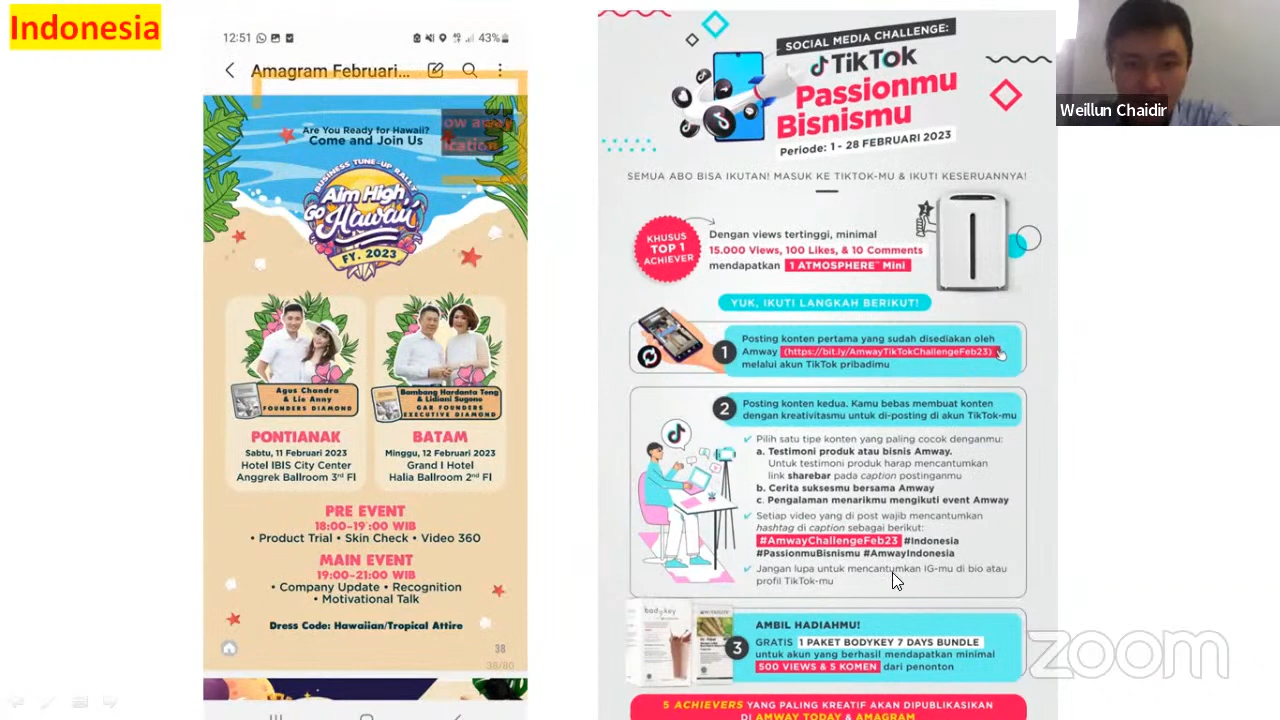 Indonesia
12:51
43%
Amagram Februari...
Are You Ready for Hawaii?
Come and Join Us
BUSINESS TUNE-UP RALLY
Aim High
Go Hawaii
FY. 2023
Agus Chandra
& Lie Anny
FOUNDERS DIAMOND
Bambang Hardanta Teng
& Lidiani Sugono
GAR FOUNDERS
EXECUTIVE DIAMOND
PONTIANAK
Sabtu, 11 Februari 2023
Hotel IBIS City Center
Anggrek Ballroom 3rd Fl
BATAM
Minggu, 12 Februari 2023
Grand I Hotel
Halia Ballroom 2nd Fl
PRE EVENT
18:00-19:00 WIB
• Product Trial • Skin Check • Video 360
MAIN EVENT
19:00-21:00 WIB
• Company Update • Recognition
• Motivational Talk
Dress Code: Hawaiian/Tropical Attire
38
38/80
SOCIAL MEDIA CHALLENGE:
TikTok
Passionmu
Bisnismu
Periode: 1 - 28 FEBRUARI 2023
SEMUA ABO BISA IKUTAN! MASUK KE TIKTOK-MU & IKUTI KESERUANNYA!
KHUSUS
TOP 1
ACHIEVER
Dengan views tertinggi, minimal
15.000 Views, 100 Likes, & 10 Comments
mendapatkan 1 ATMOSPHERE™ Mini
YUK, IKUTI LANGKAH BERIKUT!
1
Posting konten pertama yang sudah disediakan oleh
Amway (https://bit.ly/AmwayTikTokChallengeFeb23)
melalui akun TikTok pribadimu
2
Posting konten kedua. Kamu bebas membuat konten
dengan kreativitasmu untuk di-posting di akun TikTok-mu
Pilih satu tipe konten yang paling cocok denganmu:
a. Testimoni produk atau bisnis Amway.
Untuk testimoni produk harap mencantumkan
link sharebar pada caption postinganmu
b. Cerita suksesmu bersama Amway
c. Pengalaman menarikmu mengikuti event Amway
Setiap video yang di post wajib mencantumkan
hashtag di caption sebagai berikut:
#AmwayChallengeFeb23 #Indonesia
#PassionmuBisnismu #AmwayIndonesia
Jangan lupa untuk mencantumkan IG-mu di bio atau
profil TikTok-mu
bodykey
3
AMBIL HADIAHMU!
GRATIS 1 PAKET BODYKEY 7 DAYS BUNDLE
untuk akun yang berhasil mendapatkan minimal
500 VIEWS & 5 KOMEN dari penonton
5 ACHIEVERS YANG PALING KREATIF AKAN DIPUBLIKASIKAN
DI AMWAY TODAY & AMAGRAM
Weillun Chaidir
zoom